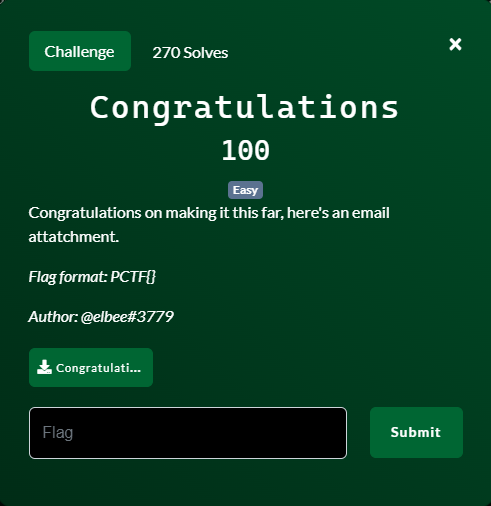 Challenge 270 Solves ×
Congratulations
100
Easy
Congratulations on making it this far, here's an email
attatchment.
Flag format: PCTF{}
Author: @elbee#3779
Congratulati...
Flag Submit